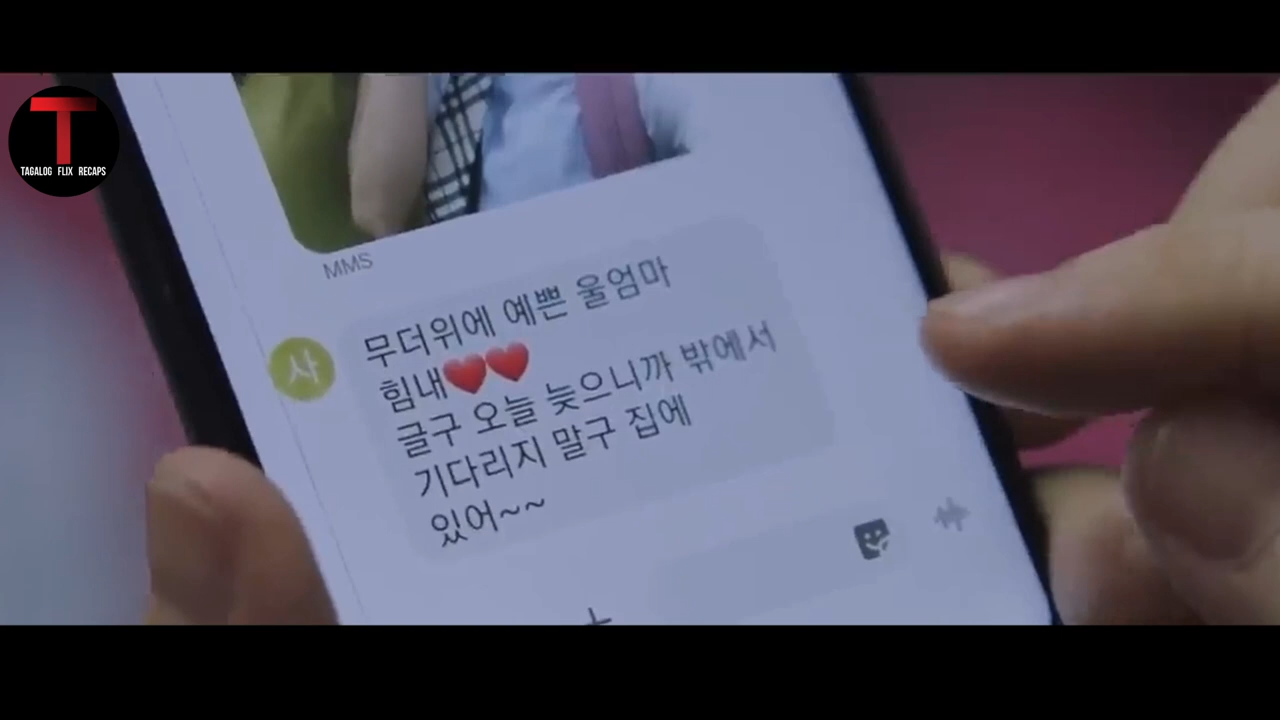 T
TAGALOG FLIX RECAPS
MMS
사
무더위에 예쁜 울엄마
힘내❤️❤️
글구 오늘 늦으니까 밖에서
기다리지 말구 집에
있어~~